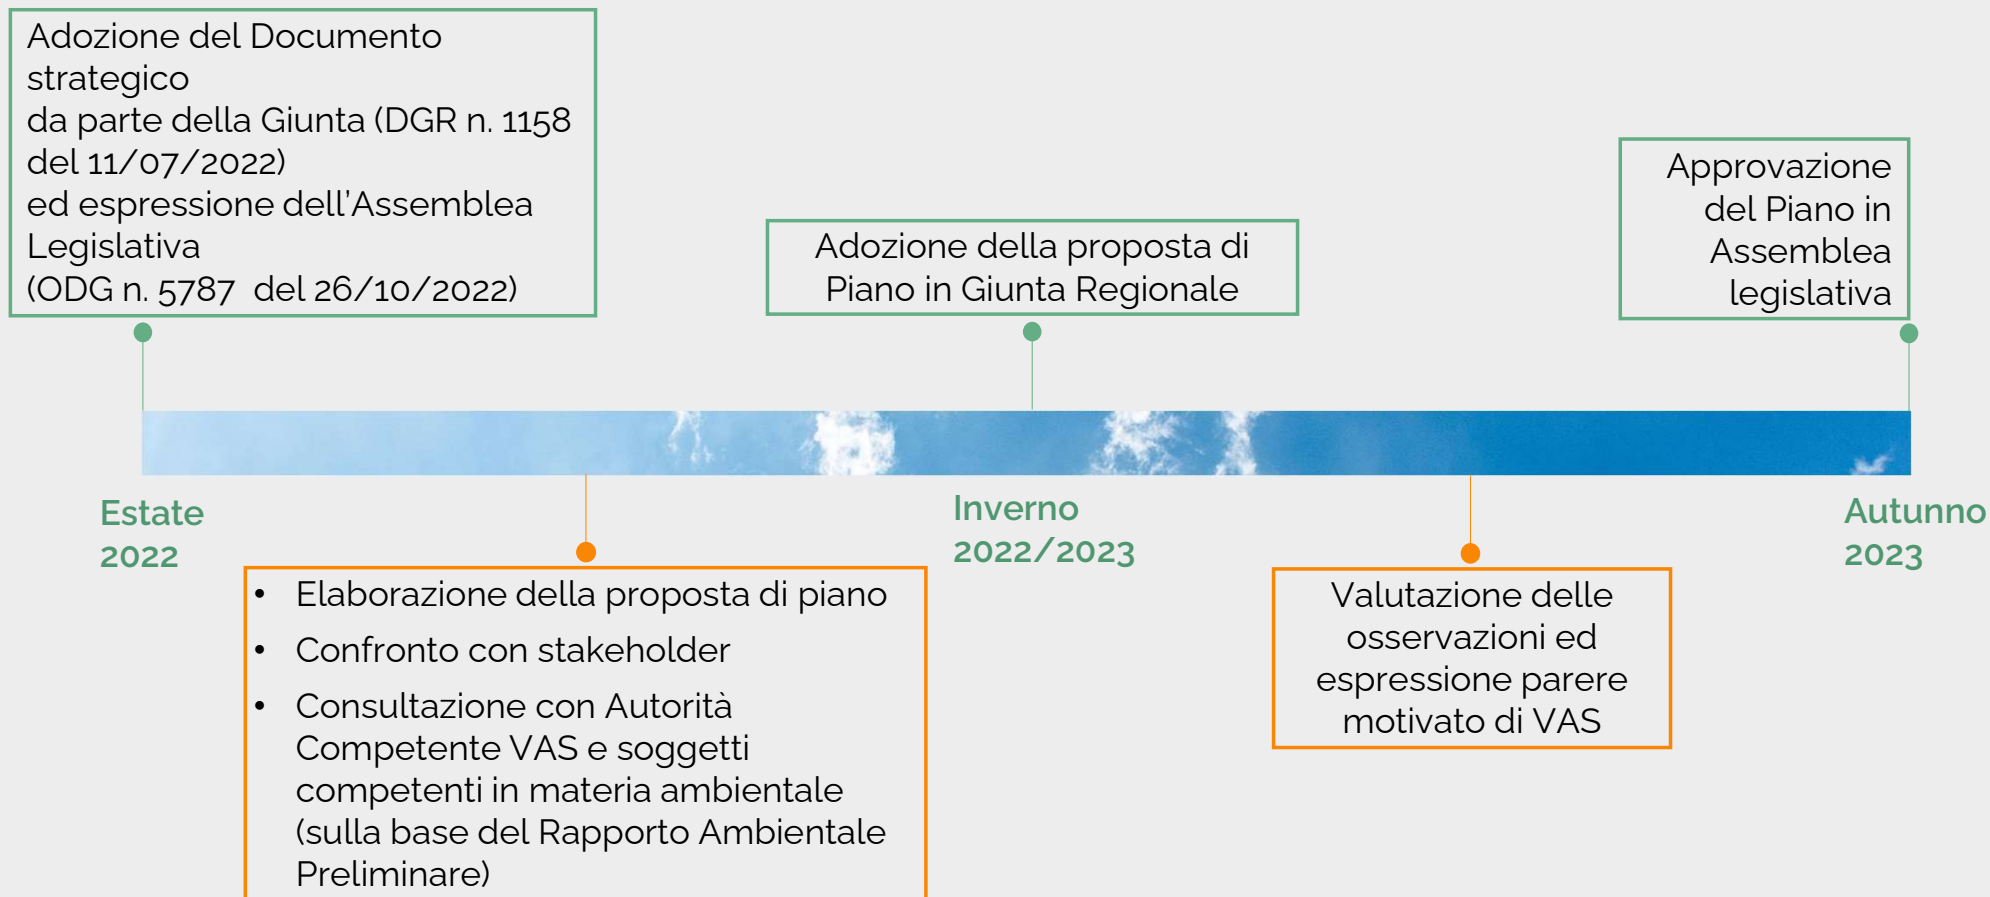 Adozione del Documento
strategico
da parte della Giunta (DGR n. 1158
del 11/07/2022)
ed espressione dell'Assemblea
Legislativa
(ODG n. 5787  del 26/10/2022)
Adozione della proposta di
Piano in Giunta Regionale
Approvazione
del Piano in
Assemblea
legislativa
Estate
2022
Inverno
2022/2023
Autunno
2023
• Elaborazione della proposta di piano
• Confronto con stakeholder
• Consultazione con Autorità
Competente VAS e soggetti
competenti in materia ambientale
(sulla base del Rapporto Ambientale
Preliminare)
Valutazione delle
osservazioni ed
espressione parere
motivato di VAS